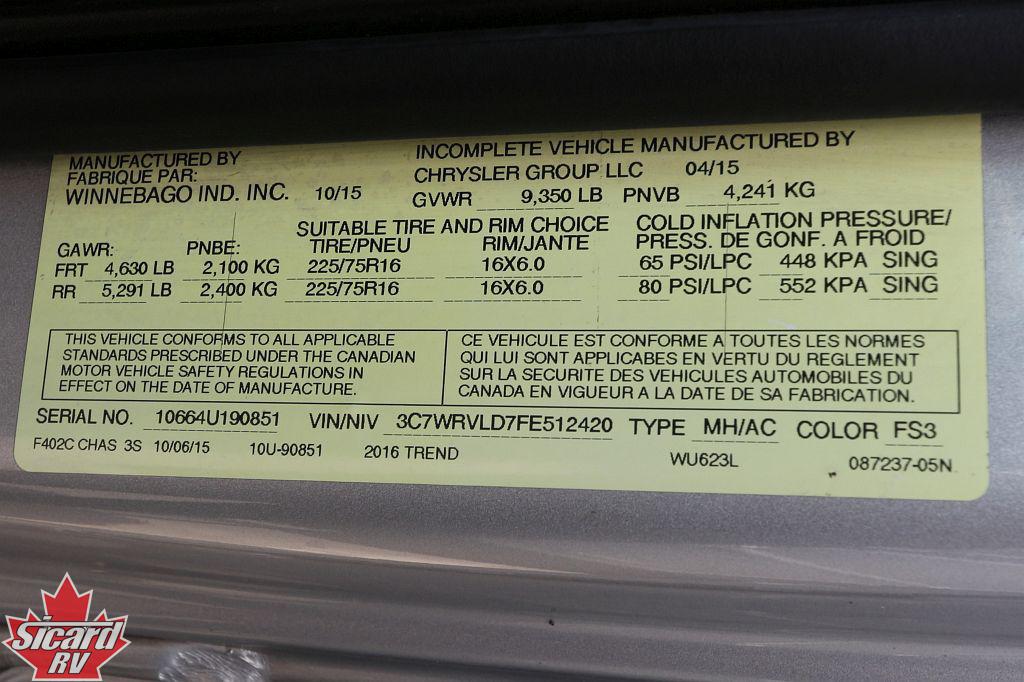 MANUFACTURED BY
FABRIQUE PAR:
WINNEBAGO IND. INC. 10/15
INCOMPLETE VEHICLE MANUFACTURED BY
CHRYSLER GROUP LLC 04/15
GVWR 9,350 LB PNVB 4,241 KG
SUITABLE TIRE AND RIM CHOICE
COLD INFLATION PRESSURE/
GAWR: PNBE: TIRE/PNEU RIM/JANTE PRESS. DE GONF. A FROID
FRT 4,630 LB 2,100 KG 225/75R16 16X6.0 65 PSI/LPC 448 KPA SING
RR 5,291 LB 2,400 KG 225/75R16 16X6.0 80 PSI/LPC 552 KPA SING
THIS VEHICLE CONFORMS TO ALL APPLICABLE
STANDARDS PRESCRIBED UNDER THE CANADIAN
MOTOR VEHICLE SAFETY REGULATIONS IN
EFFECT ON THE DATE OF MANUFACTURE.
CE VEHICULE EST CONFORME A TOUTES LES NORMES
QUI LUI SONT APPLICABES EN VERTU DU REGLEMENT
SUR LA SECURITE DES VEHICULES AUTOMOBILES DU
CANADA EN VIGUEUR A LA DATE DE SA FABRICATION.
SERIAL NO. 10664U190851 VIN/NIV 3C7WRVLD7FE512420 TYPE MH/AC COLOR FS3
F402C CHAS 3S 10/06/15 10U-90851 2016 TREND WU623L 087237-05N
Sicard
RV